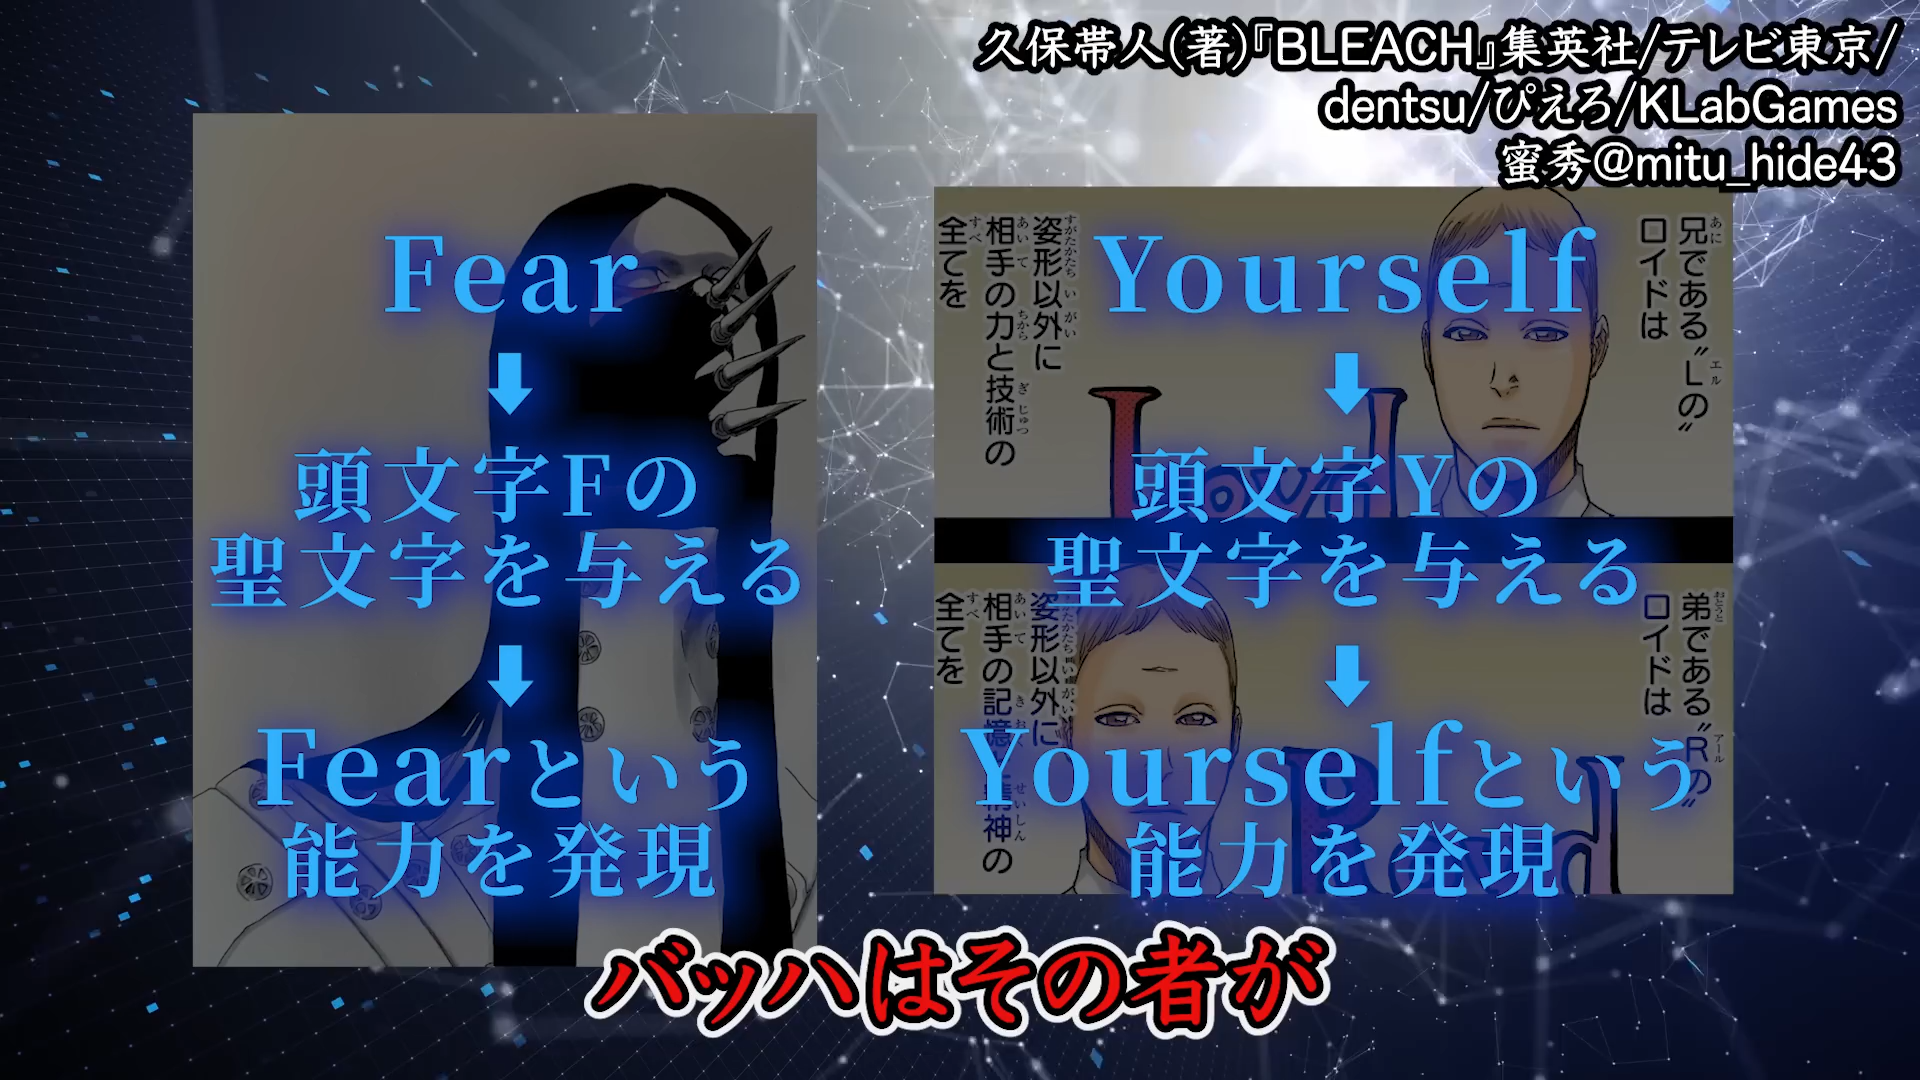 久保帯人(著)『BLEACH』集英社/テレビ東京/
dentsu/ぴえろ/KLabGames
蜜秀@mitu_hide43
Fear
頭文字Fの
聖文字を与える
Fearという
能力を発現
Yourself
頭文字Yの
聖文字を与える
Yourselfという
能力を発現
兄である"Lの"
ロイドは
姿形以外に
相手の力と技術の
全てを
弟である"Rの"
ロイドは
姿形以外に
相手の記憶
精神の
全てを
バッハはその者が